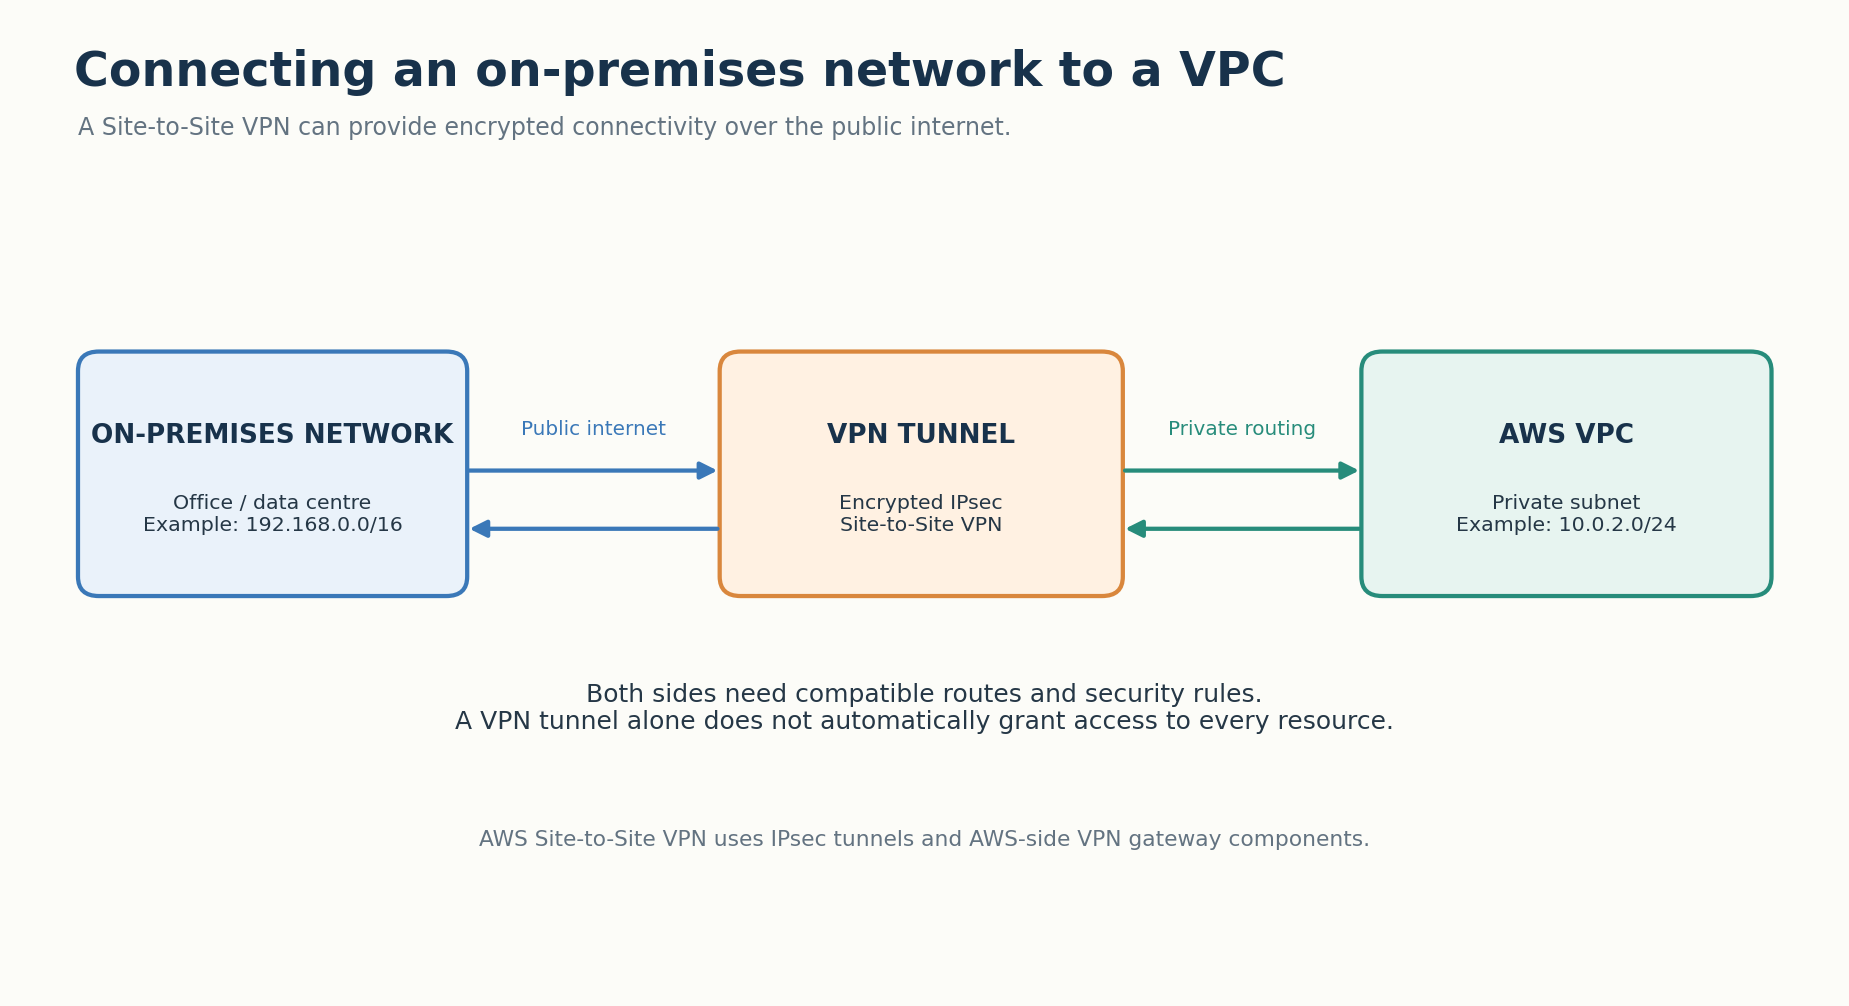 Connecting an on-premises network to a VPC
A Site-to-Site VPN can provide encrypted connectivity over the public internet.
ON-PREMISES NETWORK
Office / data centre
Example: 192.168.0.0/16
Public internet
VPN TUNNEL
Encrypted IPsec
Site-to-Site VPN
Private routing
AWS VPC
Private subnet
Example: 10.0.2.0/24
Both sides need compatible routes and security rules.
A VPN tunnel alone does not automatically grant access to every resource.
AWS Site-to-Site VPN uses IPsec tunnels and AWS-side VPN gateway components.